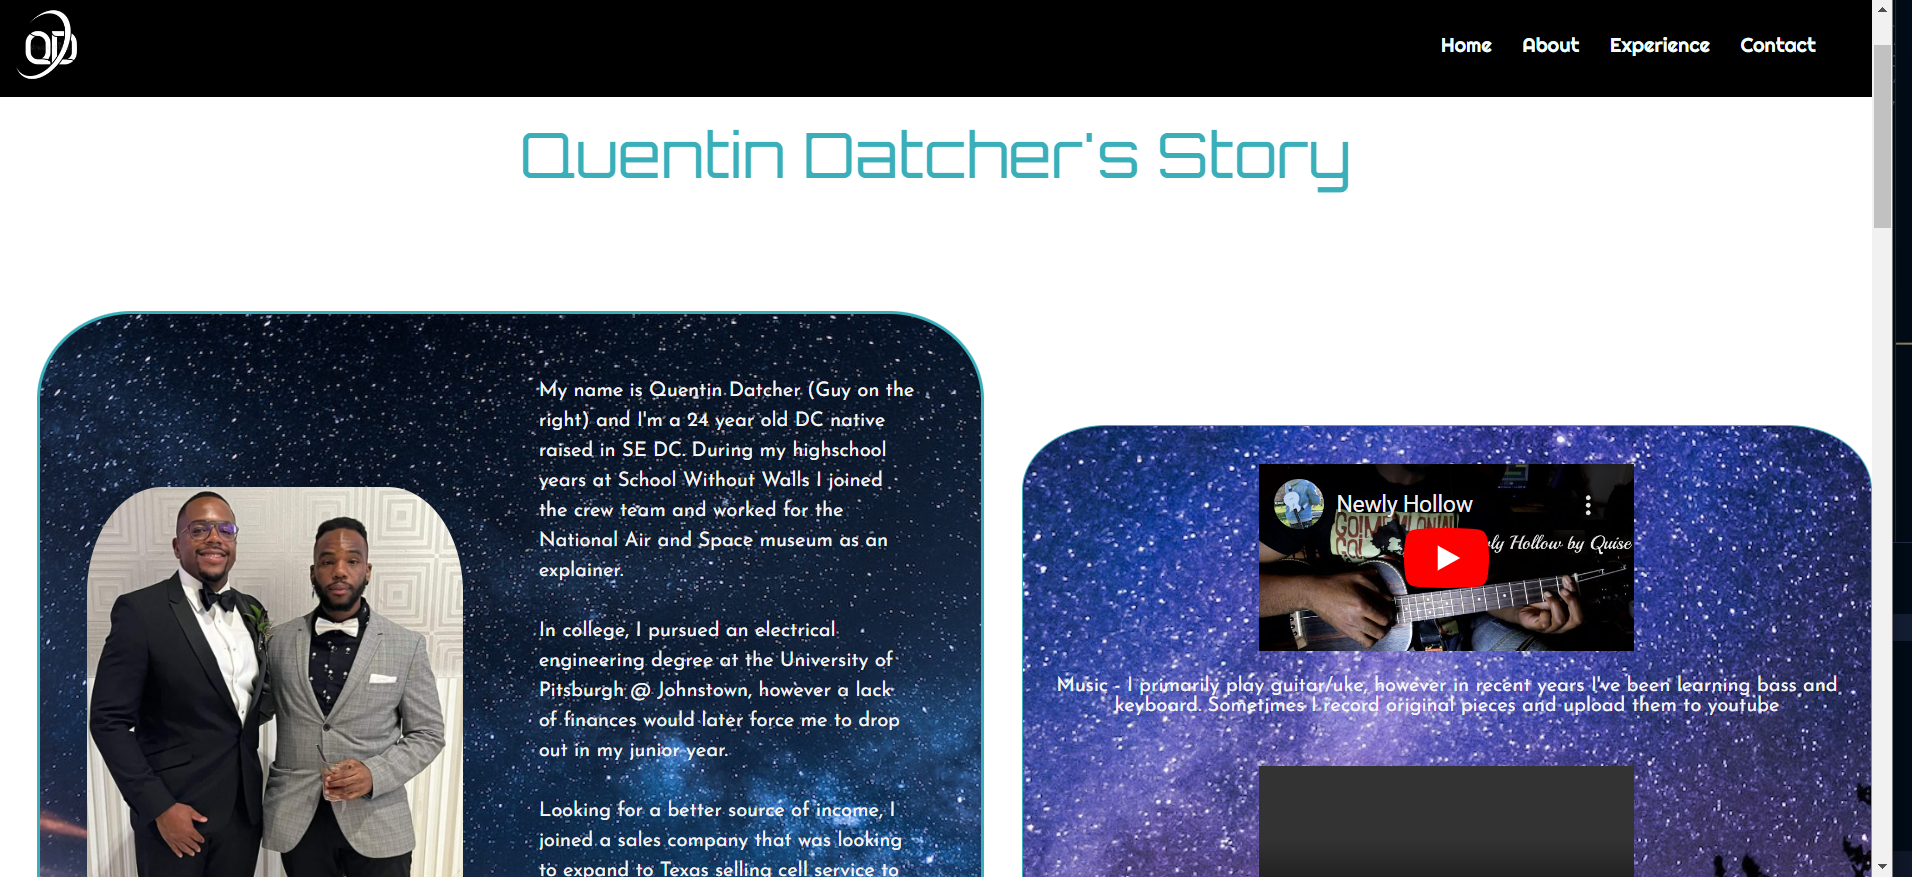 QD
Home About Experience Contact
Quentin Datcher's Story
My name is Quentin Datcher (Guy on the
right) and I'm a 24 year old DC native
raised in SE DC. During my highschool
years at School Without Walls I joined
the crew team and worked for the
National Air and Space museum as an
explainer.
In college, I pursued an electrical
engineering degree at the University of
Pitsburgh @ Johnstown, however a lack
of finances would later force me to drop
out in my junior year.
Looking for a better source of income, I
joined a sales company that was looking
to expand to Texas selling cell service to
Newly Hollow
Hollow by Quise
Music - I primarily play guitar/uke, however in recent years I've been learning bass and
keyboard. Sometimes I record original pieces and upload them to youtube